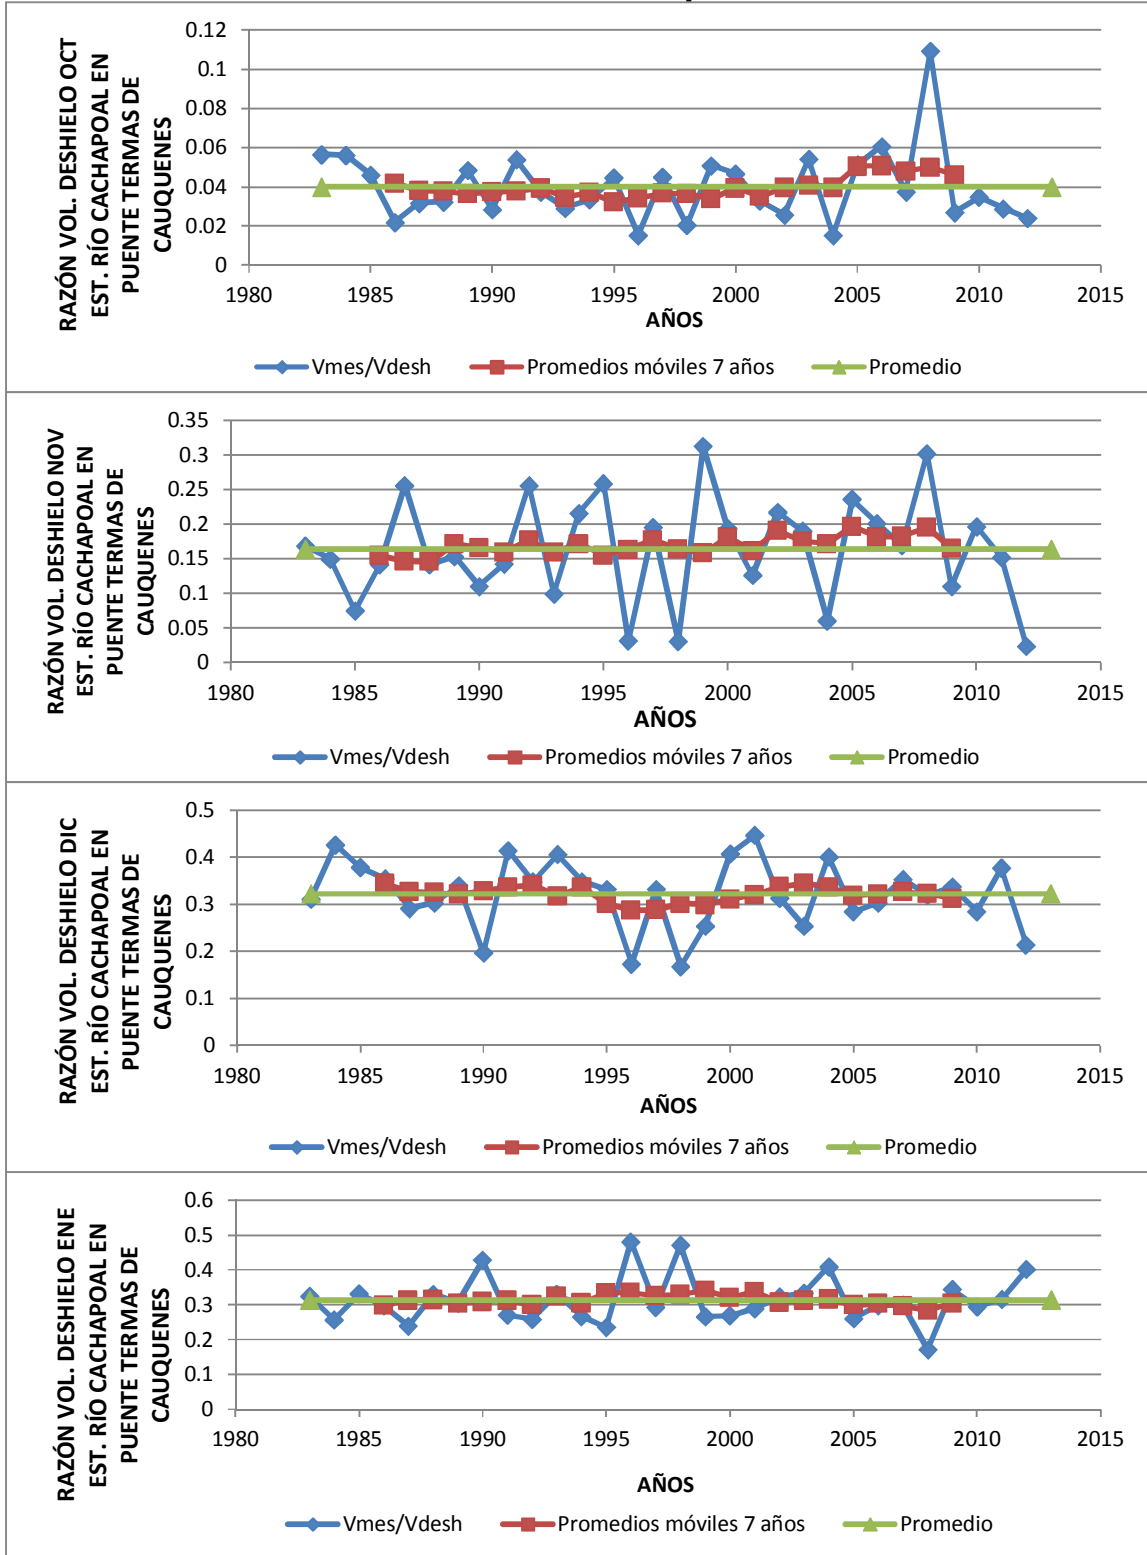 RAZÓN VOL. DESHIELO OCT
EST. RÍO CACHAPOAL EN
PUENTE TERMAS DE
CAUQUENES
0.12
0.1
0.08
0.06
0.04
0.02
0
1980 1985 1990 1995 2000 2005 2010 2015
AÑOS
Vmes/Vdesh Promedios móviles 7 años Promedio
RAZÓN VOL. DESHIELO NOV
EST. RÍO CACHAPOAL EN
PUENTE TERMAS DE
CAUQUENES
0.35
0.3
0.25
0.2
0.15
0.1
0.05
0
1980 1985 1990 1995 2000 2005 2010 2015
AÑOS
Vmes/Vdesh Promedios móviles 7 años Promedio
RAZÓN VOL. DESHIELO DIC
EST. RÍO CACHAPOAL EN
PUENTE TERMAS DE
CAUQUENES
0.5
0.4
0.3
0.2
0.1
0
1980 1985 1990 1995 2000 2005 2010 2015
AÑOS
Vmes/Vdesh Promedios móviles 7 años Promedio
RAZÓN VOL. DESHIELO ENE
EST. RÍO CACHAPOAL EN
PUENTE TERMAS DE
CAUQUENES
0.6
0.5
0.4
0.3
0.2
0.1
0
1980 1985 1990 1995 2000 2005 2010 2015
AÑOS
Vmes/Vdesh Promedios móviles 7 años Promedio